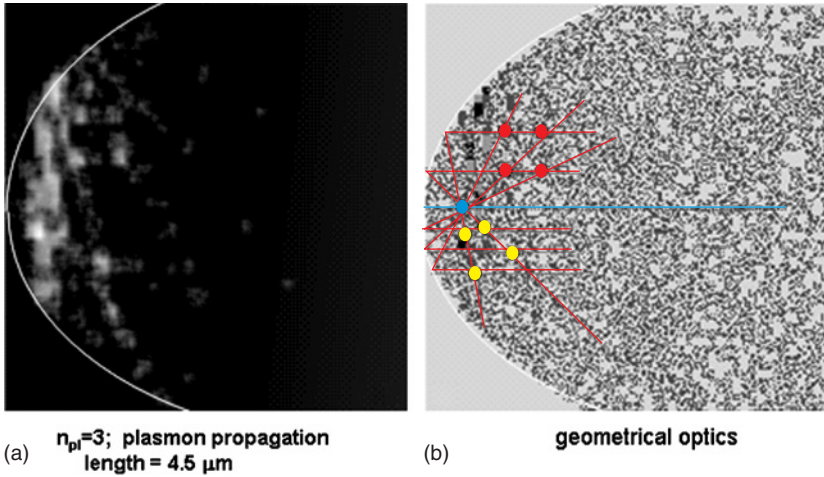 (a) n_pl=3; plasmon propagation
length = 4.5 μm
(b) geometrical optics